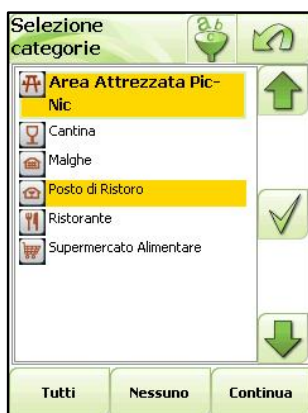 Selezione
categorie
a b
Area Attrezzata Pic-
Nic
Cantina
Malghe
Posto di Ristoro
Ristorante
Supermercato Alimentare
Tutti Nessuno Continua